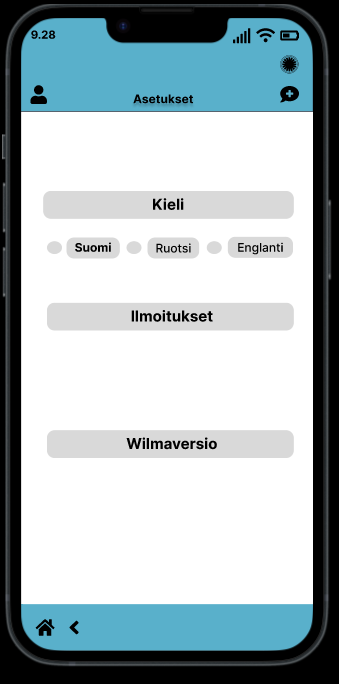 9.28
Asetukset
Kieli
Suomi Ruotsi Englanti
Ilmoitukset
Wilmaversio